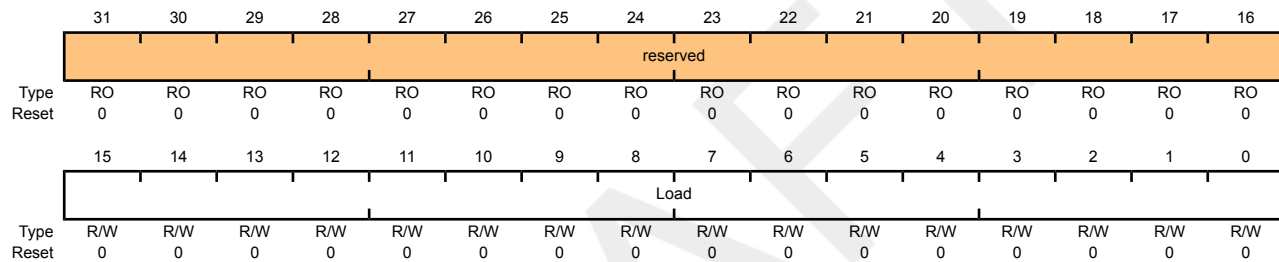 31 30 29 28 27 26 25 24 23 22 21 20 19 18 17 16
reserved
Type RO RO RO RO RO RO RO RO RO RO RO RO RO RO RO RO
Reset 0 0 0 0 0 0 0 0 0 0 0 0 0 0 0 0
15 14 13 12 11 10 9 8 7 6 5 4 3 2 1 0
Load
Type R/W R/W R/W R/W R/W R/W R/W R/W R/W R/W R/W R/W R/W R/W R/W R/W
Reset 0 0 0 0 0 0 0 0 0 0 0 0 0 0 0 0